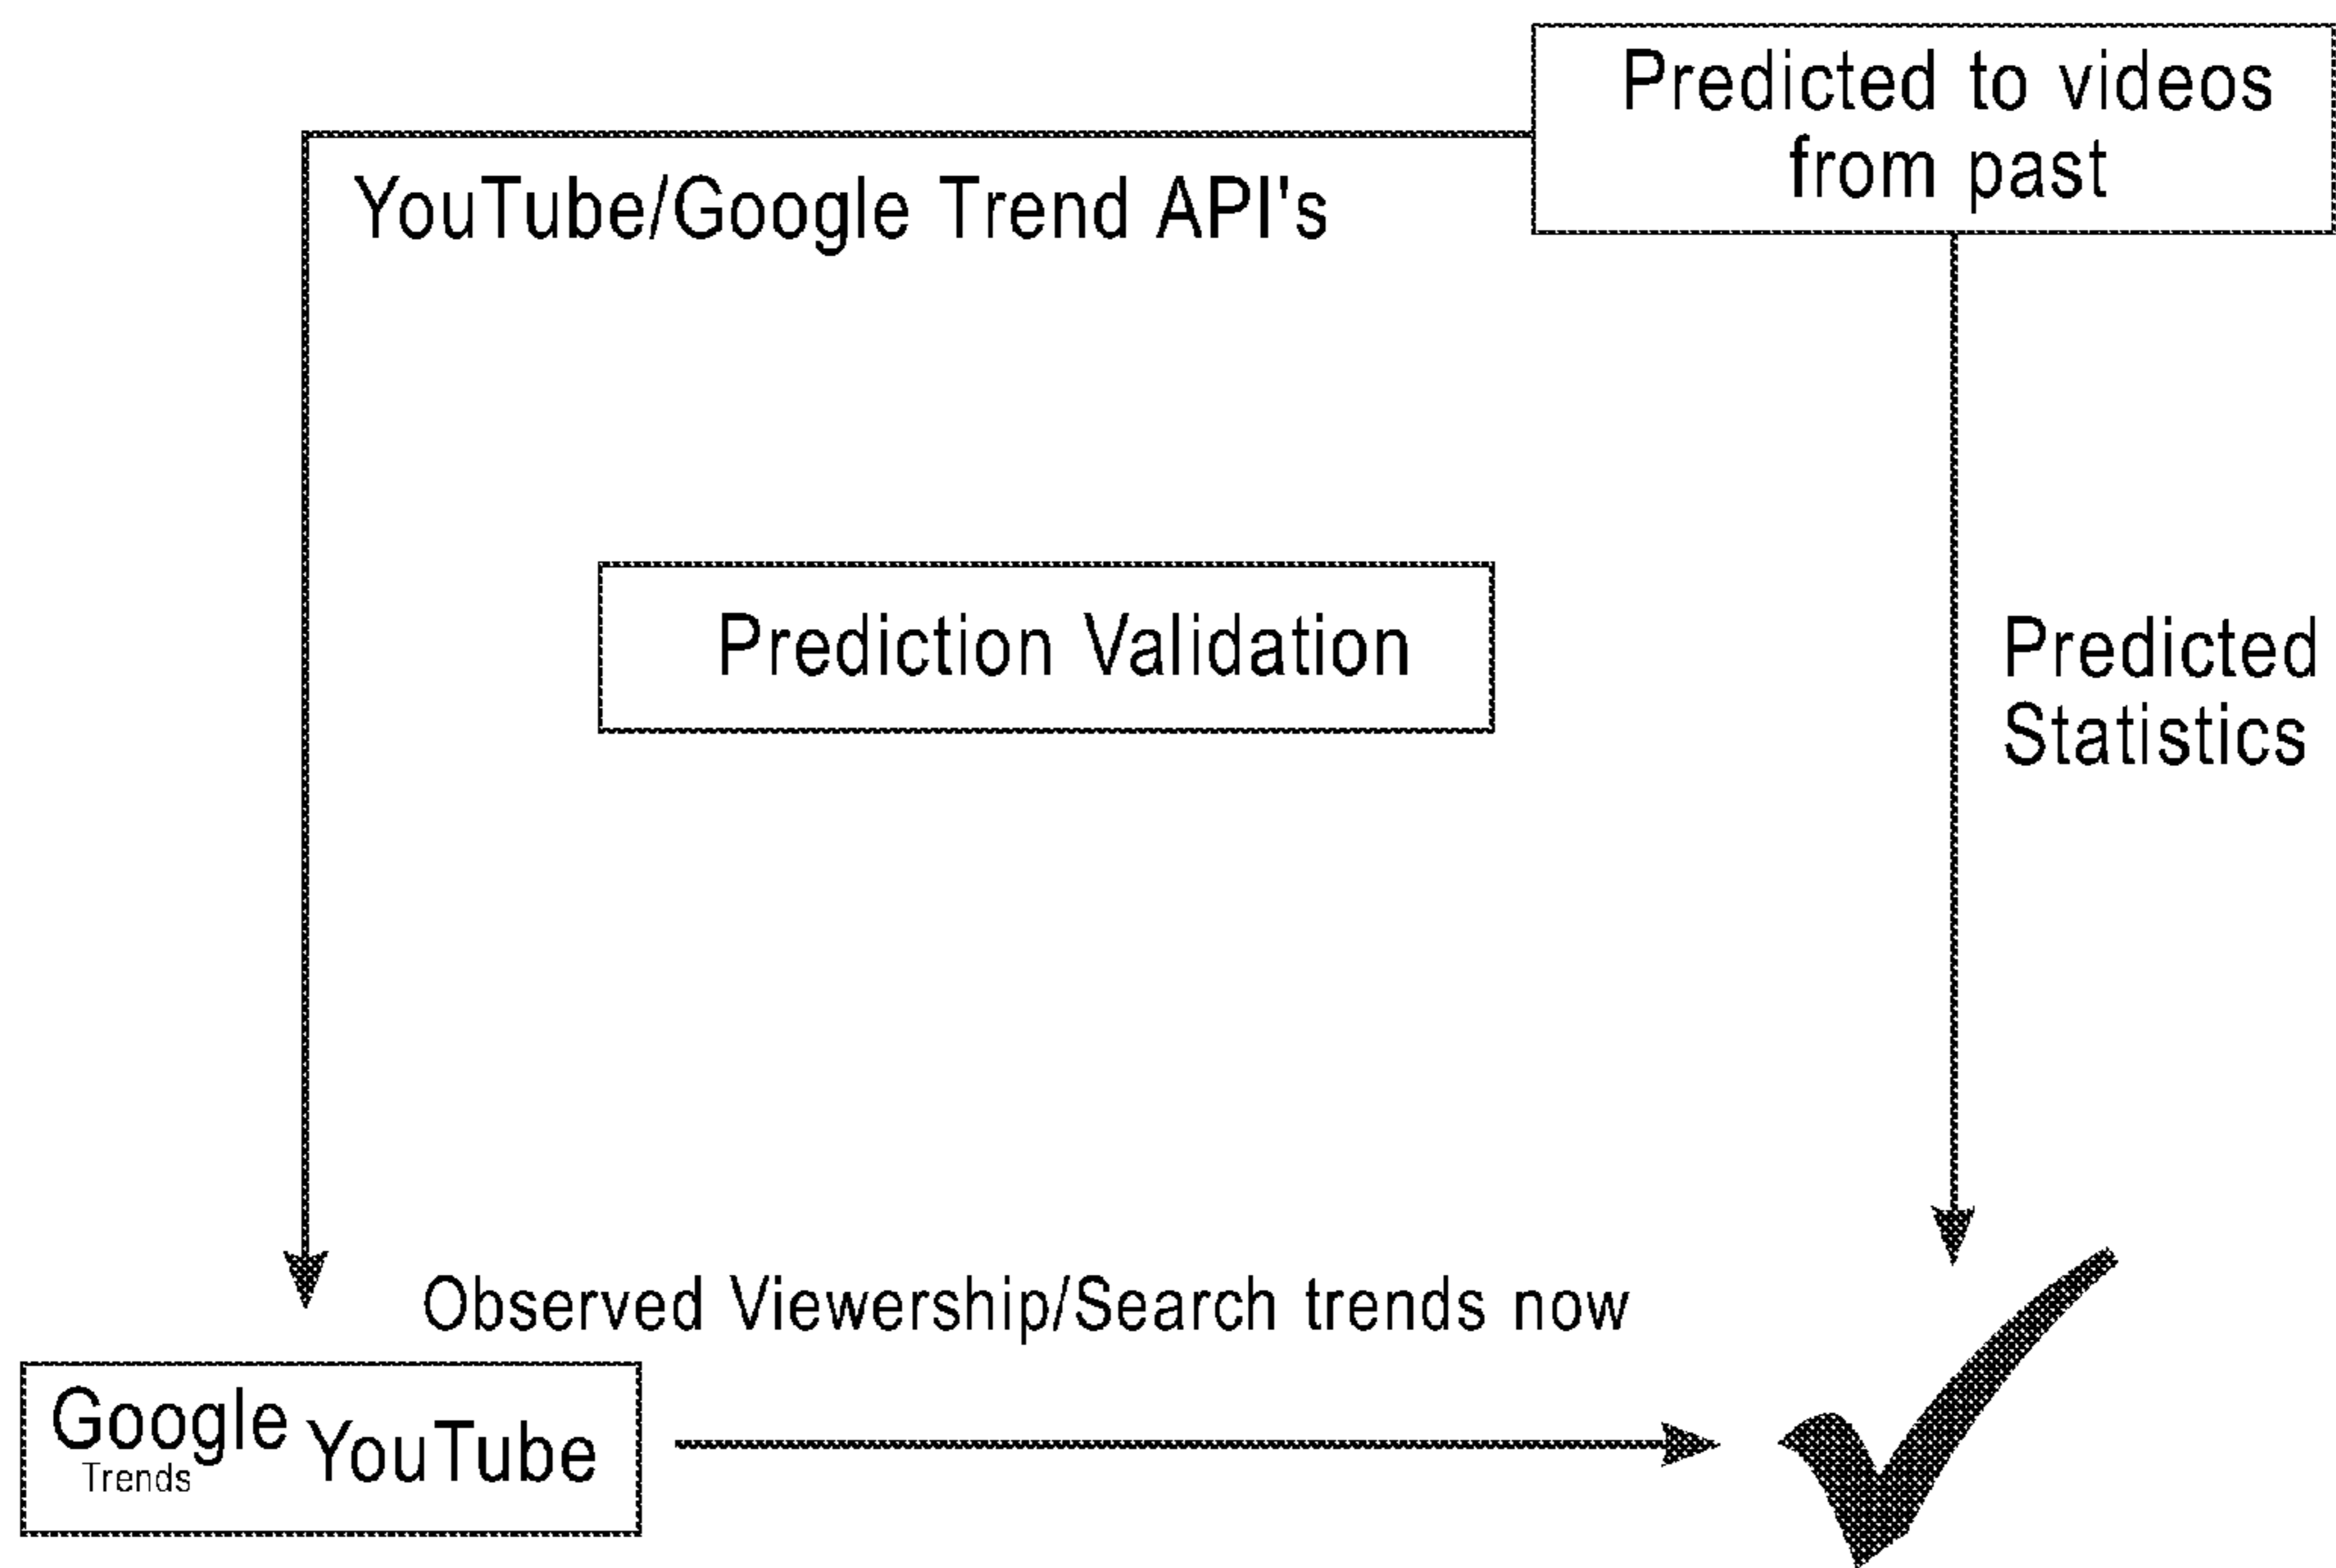 Predicted to videos
from past
YouTube/Google Trend API's
Prediction Validation
Predicted
Statistics
Observed Viewership/Search trends now
Google
Trends
YouTube